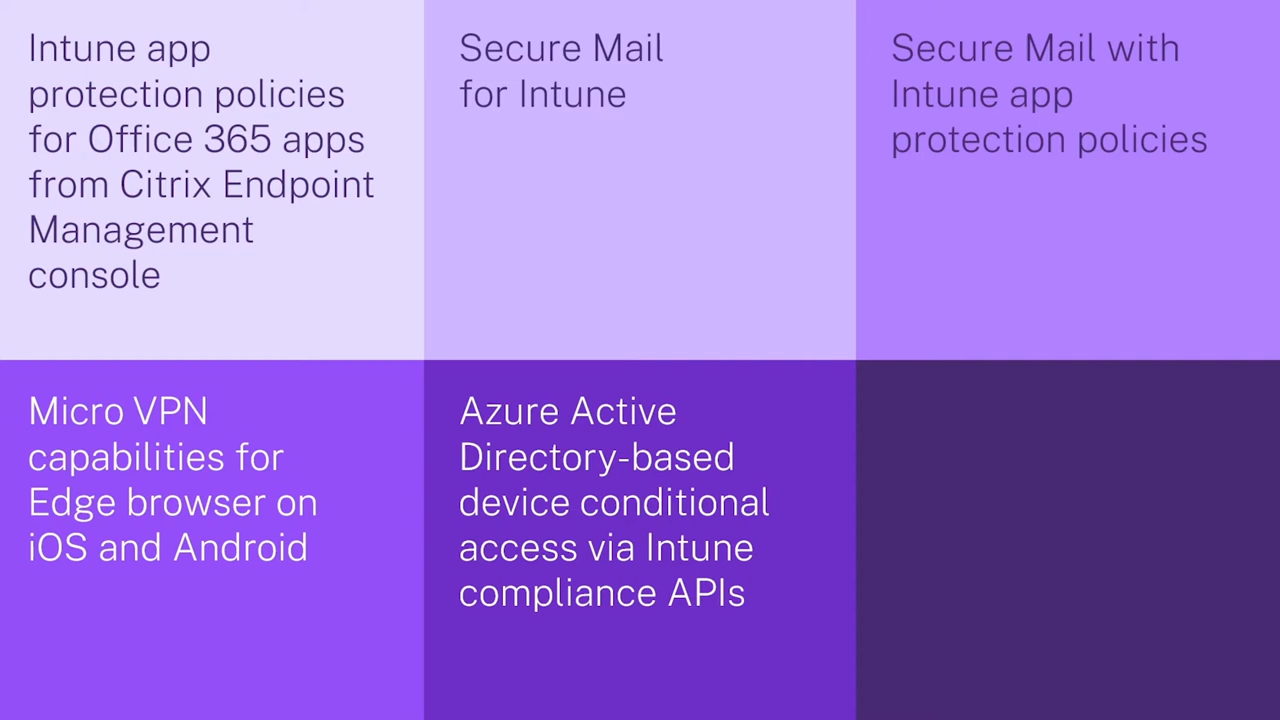 Intune app
protection policies
for Office 365 apps
from Citrix Endpoint
Management
console
Secure Mail
for Intune
Secure Mail with
Intune app
protection policies
Micro VPN
capabilities for
Edge browser on
iOS and Android
Azure Active
Directory-based
device conditional
access via Intune
compliance APIs